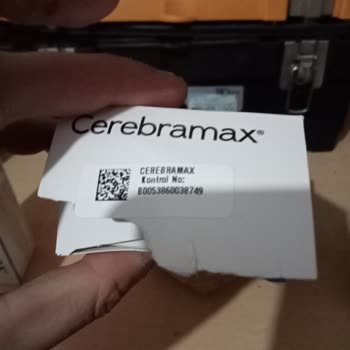 Cerebramax®
CEREBRAMAX
Kontrol No:
80053860038749